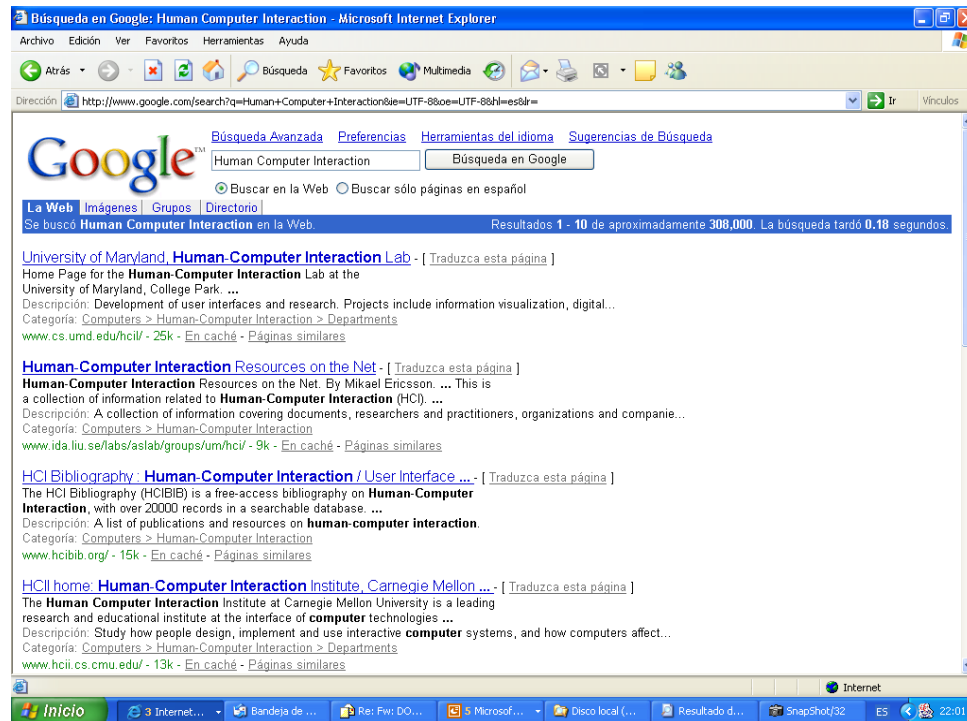 Búsqueda en Google: Human Computer Interaction - Microsoft Internet Explorer
Archivo Edición Ver Favoritos Herramientas Ayuda
Atrás Búsqueda Favoritos Multimedia
Dirección http://www.google.com/search?q=Human+Computer+Interaction&ie=UTF-8&oe=UTF-8&hl=es&lr= Ir Vínculos
Búsqueda Avanzada Preferencias Herramientas del idioma Sugerencias de Búsqueda
Google™ Human Computer Interaction Búsqueda en Google
Buscar en la Web Buscar sólo páginas en español
La Web Imágenes Grupos Directorio
Se buscó Human Computer Interaction en la Web. Resultados 1 - 10 de aproximadamente 308,000. La búsqueda tardó 0.18 segundos.
University of Maryland, Human-Computer Interaction Lab - [ Traduzca esta página ]
Home Page for the Human-Computer Interaction Lab at the
University of Maryland, College Park. ...
Descripción: Development of user interfaces and research. Projects include information visualization, digital...
Categoría: Computers > Human-Computer Interaction > Departments
www.cs.umd.edu/hcil/ - 25k - En caché - Páginas similares
Human-Computer Interaction Resources on the Net - [ Traduzca esta página ]
Human-Computer Interaction Resources on the Net. By Mikael Ericsson. ... This is
a collection of information related to Human-Computer Interaction (HCI). ...
Descripción: A collection of information covering documents, researchers and practitioners, organizations and companie...
Categoría: Computers > Human-Computer Interaction
www.ida.liu.se/labs/aslab/groups/um/hci/ - 9k - En caché - Páginas similares
HCI Bibliography : Human-Computer Interaction / User Interface ... - [ Traduzca esta página ]
The HCI Bibliography (HCIBIB) is a free-access bibliography on Human-Computer
Interaction, with over 20000 records in a searchable database. ...
Descripción: A list of publications and resources on human-computer interaction.
Categoría: Computers > Human-Computer Interaction
www.hcibib.org/ - 15k - En caché - Páginas similares
HCII home: Human-Computer Interaction Institute, Carnegie Mellon ... - [ Traduzca esta página ]
The Human Computer Interaction Institute at Carnegie Mellon University is a leading
research and educational institute at the interface of computer technologies ...
Descripción: Study how people design, implement and use interactive computer systems, and how computers affect...
Categoría: Computers > Human-Computer Interaction > Departments
www.hcii.cs.cmu.edu/ - 13k - En caché - Páginas similares
Internet
Inicio 3 Internet... Bandeja de ... Re: Fw: DO... 5 Microsof... Disco local (... Resultado d... SnapShot/32 ES 22:01